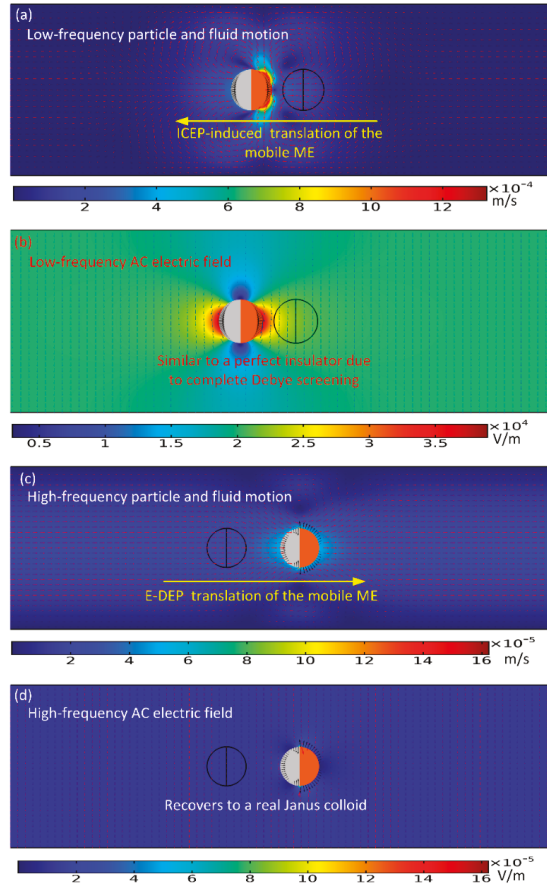 (a)
Low-frequency particle and fluid motion
ICEP-induced translation of the
mobile ME
×10⁻⁴
2 4 6 8 10 12 m/s
(b)
Low-frequency AC electric field
Similar to a perfect insulator due
to complete Debye screening
×10⁴
0.5 1 1.5 2 2.5 3 3.5 V/m
(c)
High-frequency particle and fluid motion
E-DEP translation of the mobile ME
×10⁻⁵
2 4 6 8 10 12 14 16 m/s
(d)
High-frequency AC electric field
Recovers to a real Janus colloid
×10⁻⁵
2 4 6 8 10 12 14 16 V/m